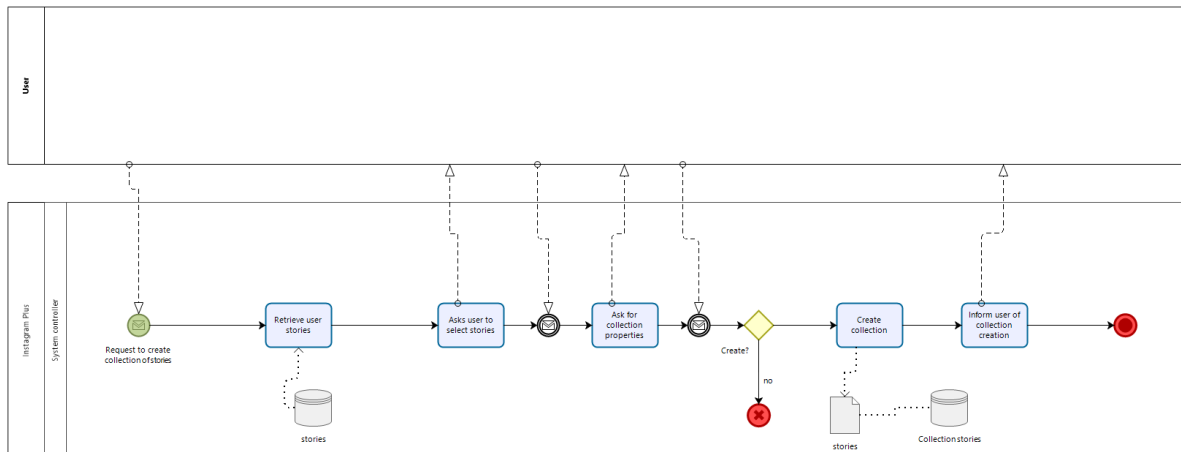 User
Instagram Plus
System controller
Request to create
collection of stories
Retrieve user
stories
stories
Asks user to
select stories
Ask for
collection
properties
Create?
no
Create
collection
stories
Collection stories
Inform user of
collection
creation